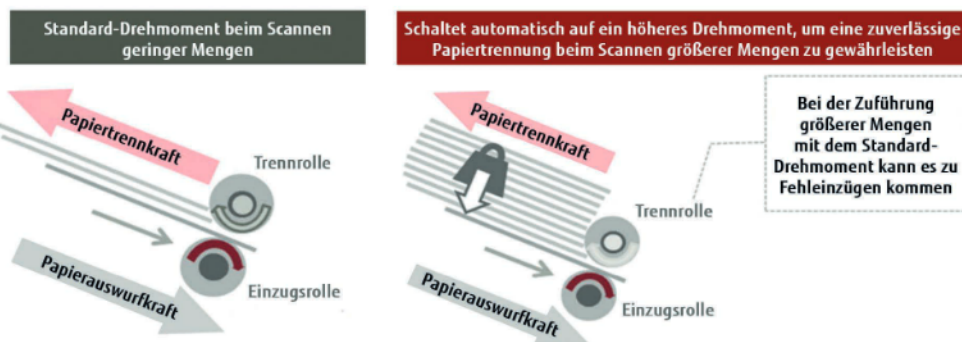 Standard-Drehmoment beim Scannen
geringer Mengen
Papiertrennkraft
Trennrolle
Papierauswurfkraft
Einzugsrolle
Schaltet automatisch auf ein höheres Drehmoment, um eine zuverlässige
Papiertrennung beim Scannen größerer Mengen zu gewährleisten
Papiertrennkraft
Trennrolle
Papierauswurfkraft
Einzugsrolle
Bei der Zuführung
größerer Mengen
mit dem Standard-
Drehmoment kann es zu
Fehleinzügen kommen